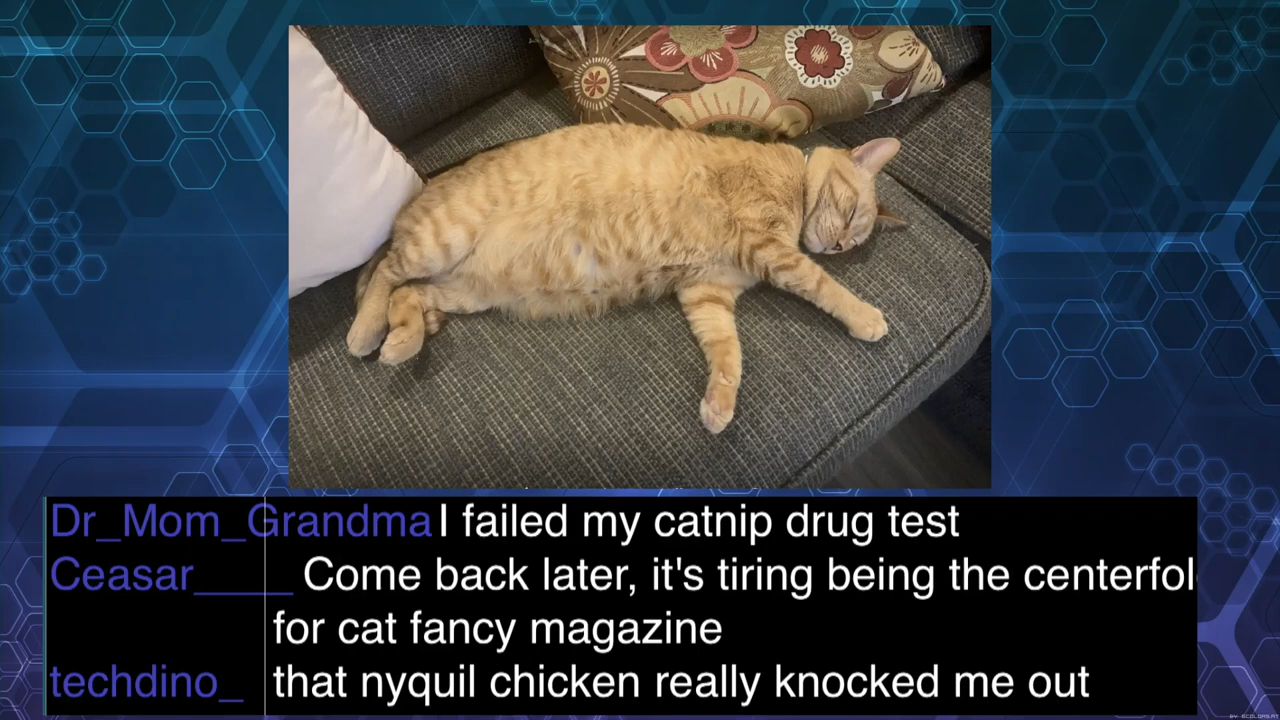 Dr_Mom_Grandma I failed my catnip drug test
Ceasar____ Come back later, it's tiring being the centerfol
for cat fancy magazine
techdino_ that nyquil chicken really knocked me out